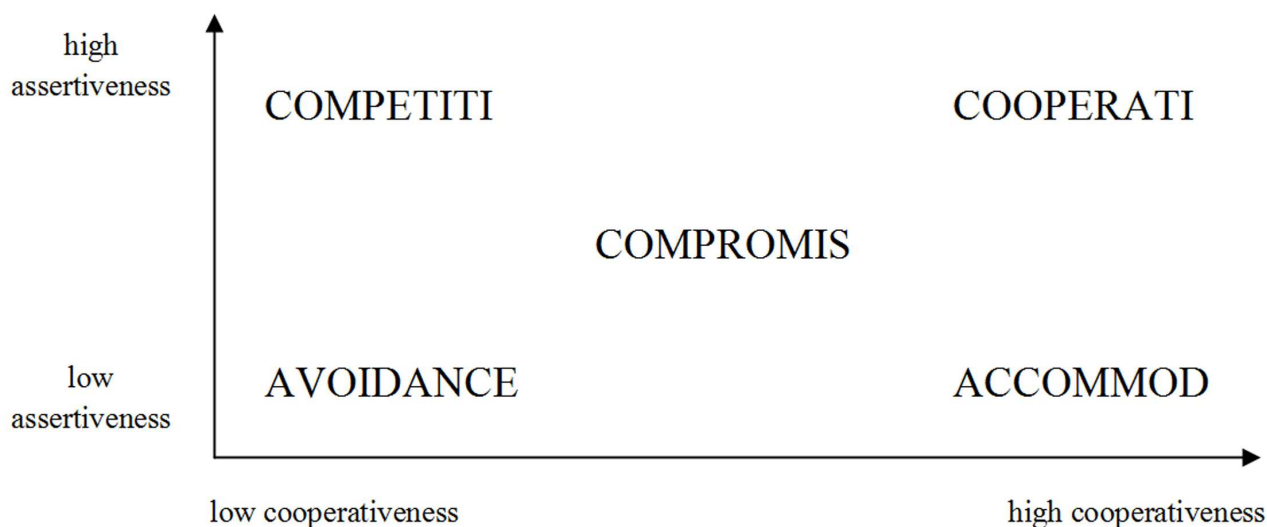 high
assertiveness
COMPETITI
COOPERATI
COMPROMIS
low
assertiveness
AVOIDANCE
ACCOMMOD
low cooperativeness
high cooperativeness